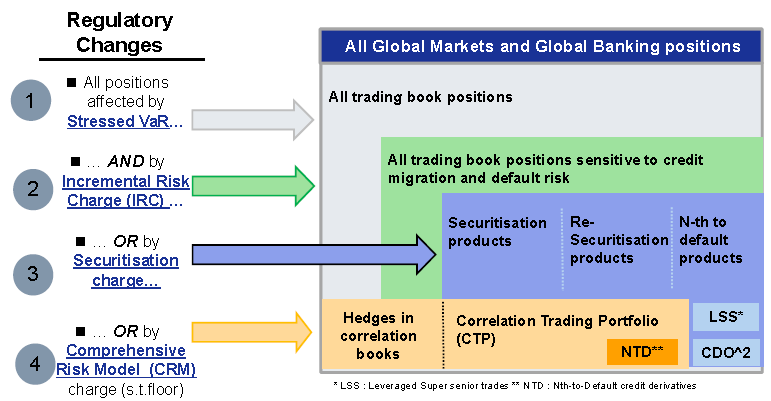 Regulatory
Changes
All Global Markets and Global Banking positions
1
■ All positions
affected by
Stressed VaR…
All trading book positions
2
■ … AND by
Incremental Risk
Charge (IRC) …
All trading book positions sensitive to credit
migration and default risk
3
■ … OR by
Securitisation
charge…
Securitisation
products
Re-
Securitisation
products
N-th to
default
products
4
■ … OR by
Comprehensive
Risk Model (CRM)
charge (s.t.floor)
Hedges in
correlation
books
Correlation Trading Portfolio
(CTP)
NTD**
LSS*
CDO^2
* LSS : Leveraged Super senior trades ** NTD : Nth-to-Default credit derivatives